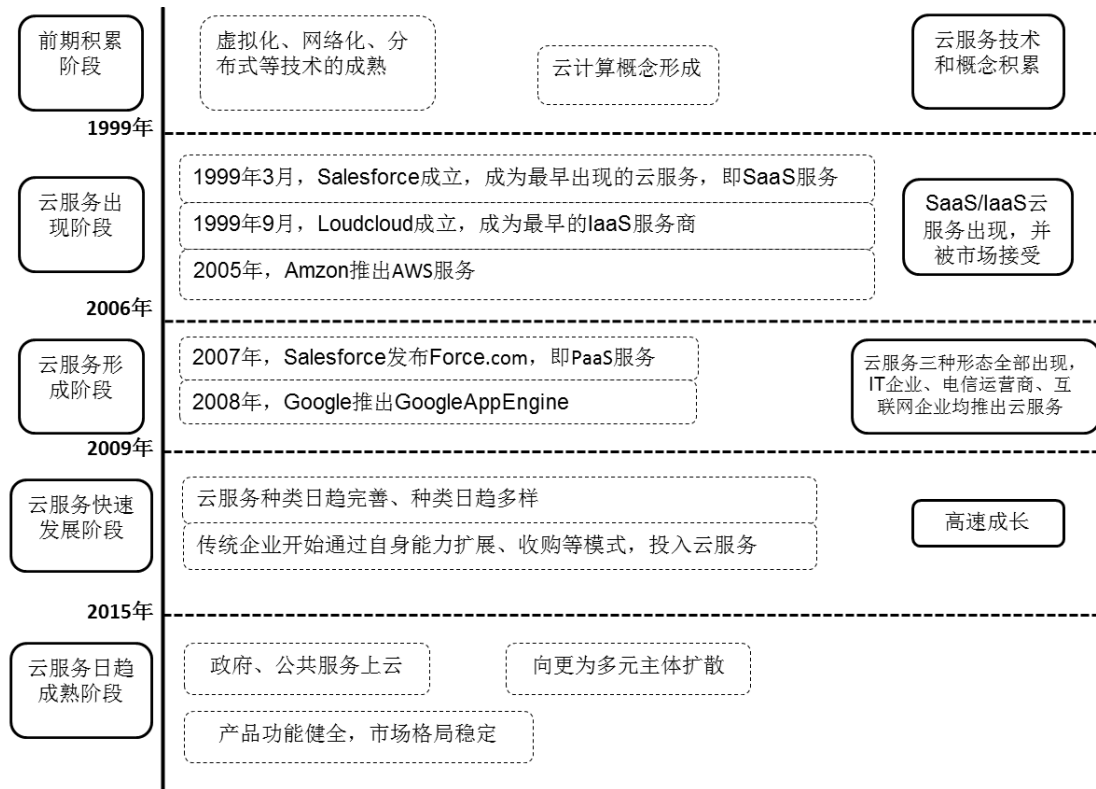 前期积累
阶段
虚拟化、网络化、分
布式等技术的成熟
云计算概念形成
云服务技术
和概念积累
1999年
云服务出
现阶段
1999年3月，Salesforce成立，成为最早出现的云服务，即SaaS服务
1999年9月，Loudcloud成立，成为最早的IaaS服务商
2005年，Amzon推出AWS服务
SaaS/IaaS云
服务出现，并
被市场接受
2006年
云服务形
成阶段
2007年，Salesforce发布Force.com，即PaaS服务
2008年，Google推出GoogleAppEngine
云服务三种形态全部出现，
IT企业、电信运营商、互
联网企业均推出云服务
2009年
云服务快速
发展阶段
云服务种类日趋完善、种类日趋多样
传统企业开始通过自身能力扩展、收购等模式，投入云服务
高速成长
2015年
云服务日趋
成熟阶段
政府、公共服务上云
向更为多元主体扩散
产品功能健全，市场格局稳定